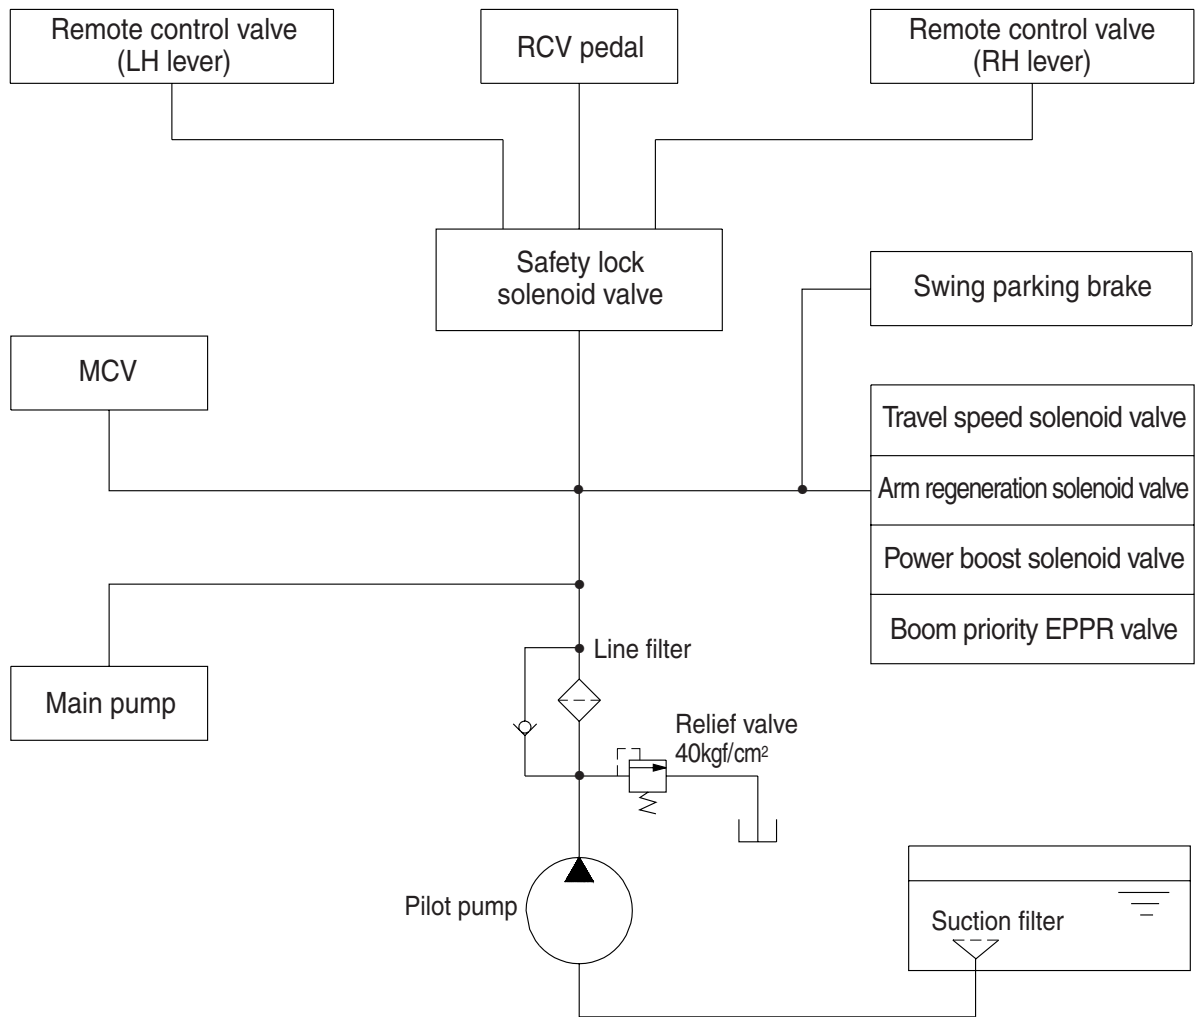 Remote control valve
(LH lever)
RCV pedal
Remote control valve
(RH lever)
Safety lock
solenoid valve
Swing parking brake
MCV
Travel speed solenoid valve
Arm regeneration solenoid valve
Power boost solenoid valve
Boom priority EPPR valve
Line filter
Main pump
Relief valve
40kgf/cm²
Pilot pump
Suction filter